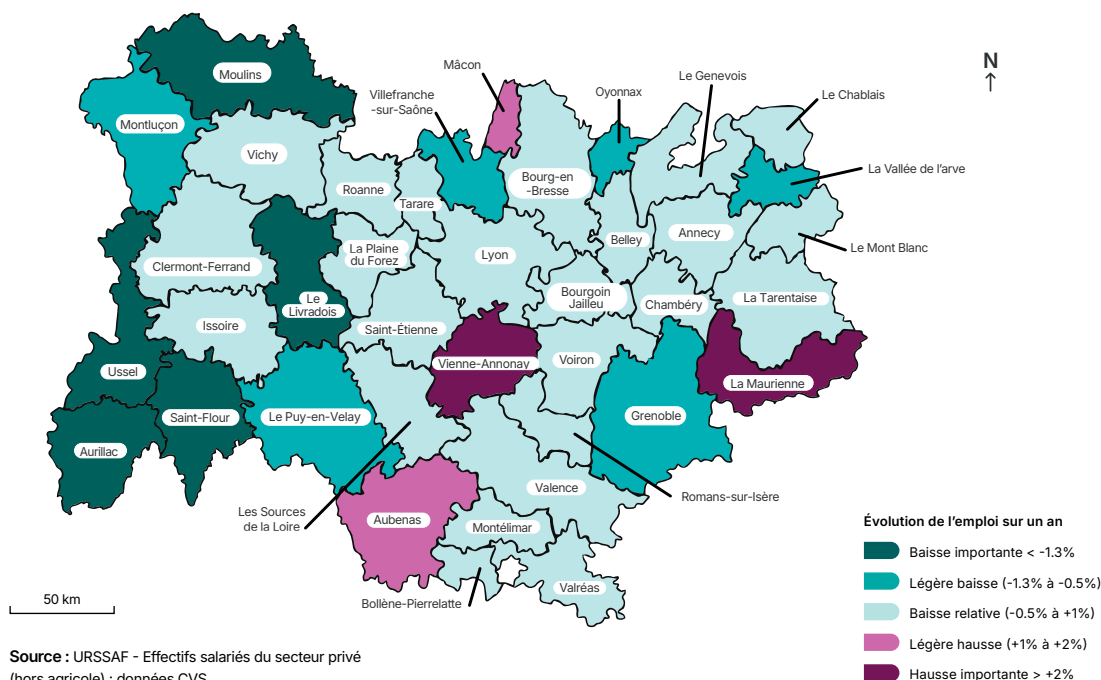 Moulins
Mâcon
N
Le Genevois
Villefranche
-sur-Saône
Oyonnax
Le Chablais
Montluçon
Vichy
La Vallée de l'arve
Bourg-en
-Bresse
Roanne
Tarare
Annecy
Belley
Le Mont Blanc
La Plaine
du Forez
Lyon
Clermont-Ferrand
Bourgoin
Jailleu
La Tarentaise
Le
Livradois
Chambéry
Issoire
Saint-Étienne
Voiron
Vienne-Annonay
Ussel
La Maurienne
Saint-Flour
Le Puy-en-Velay
Grenoble
Aurillac
Valence
Romans-sur-Isère
Les Sources
de la Loire
Aubenas
Montélimar
Valréas
Bollène-Pierrelatte
Évolution de l'emploi sur un an
Baisse importante < -1.3%
Légère baisse (-1.3% à -0.5%)
Baisse relative (-0.5% à +1%)
Légère hausse (+1% à +2%)
Hausse importante > +2%
50 km
Source : URSSAF - Effectifs salariés du secteur privé
(hors agricole) ; données CVS